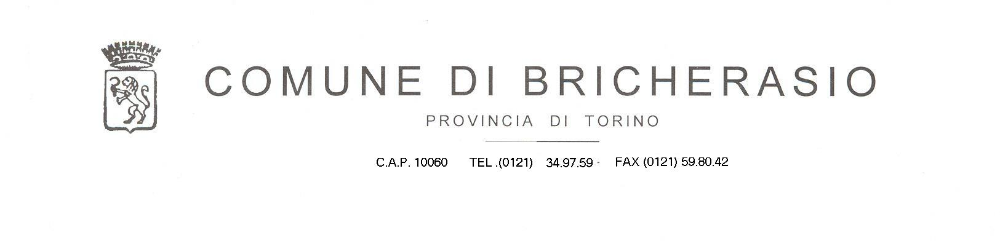 COMUNE DI BRICHERASIO
PROVINCIA DI TORINO
C.A.P. 10060 TEL .(0121) 34.97.59 - FAX (0121) 59.80.42